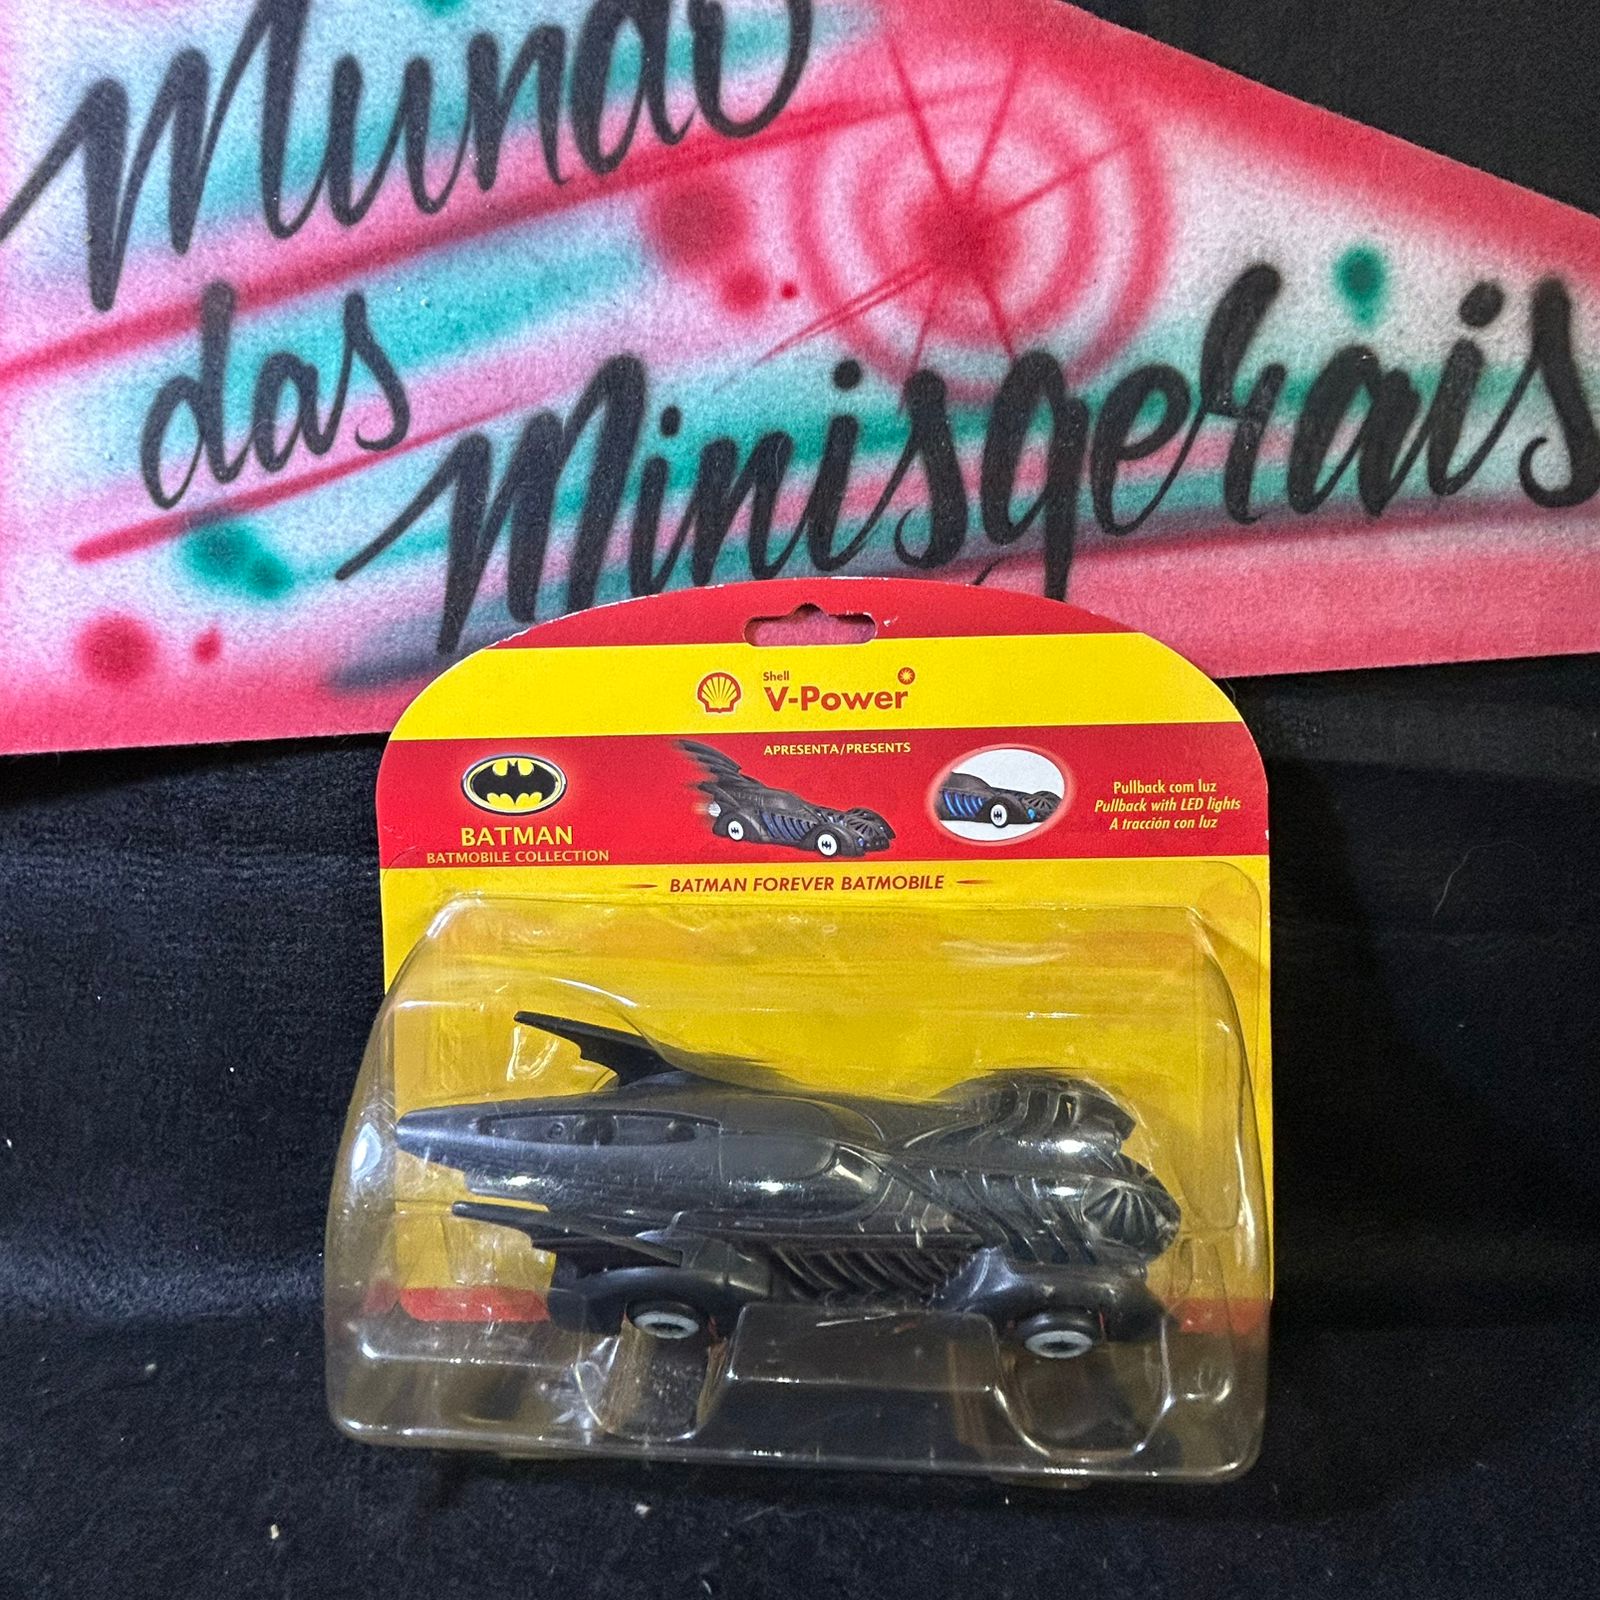 Mundo
das
Minisgerais
Shell
V-Power
APRESENTA/PRESENTS
BATMAN
BATMOBILE COLLECTION
Pullback com luz
Pullback with LED lights
A tracción con luz
BATMAN FOREVER BATMOBILE